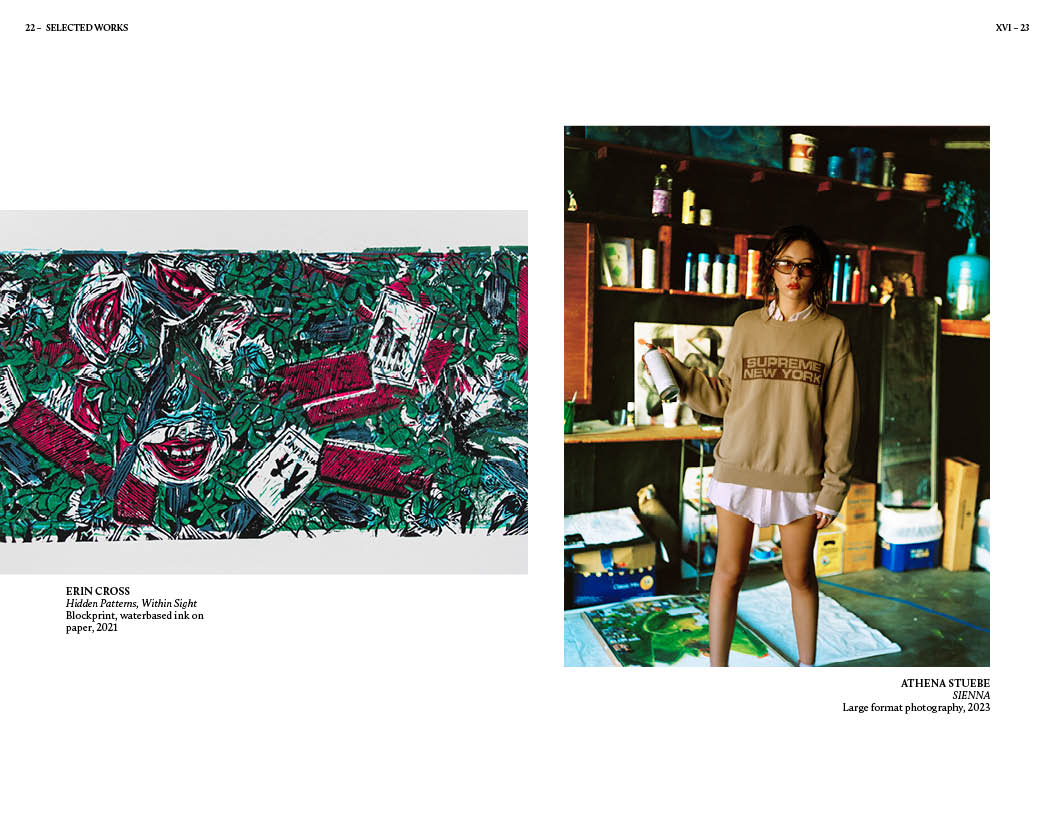 22 – SELECTED WORKS
XVI – 23
ERIN CROSS
Hidden Patterns, Within Sight
Blockprint, waterbased ink on
paper, 2021
SUPREME
NEW YORK
ATHENA STUEBE
SIENNA
Large format photography, 2023